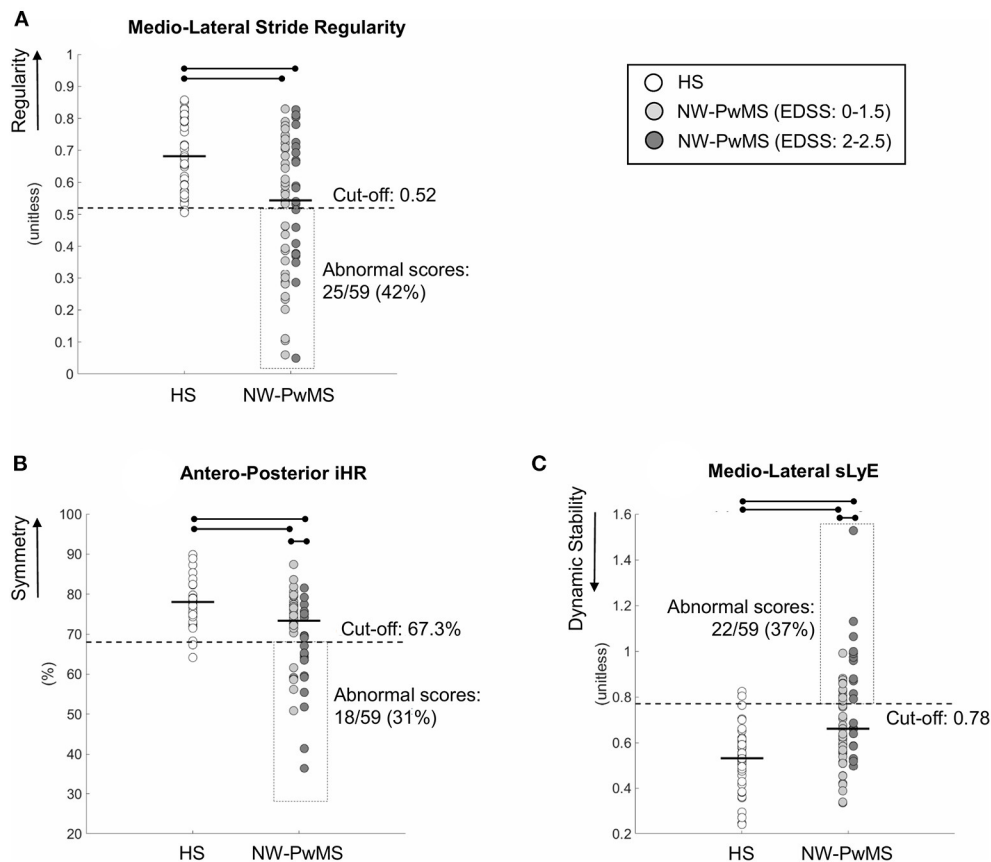 A
Medio-Lateral Stride Regularity
Regularity
(unitless)
1
0.9
0.8
0.7
0.6
0.5
0.4
0.3
0.2
0.1
0
Cut-off: 0.52
Abnormal scores:
25/59 (42%)
HS
NW-PwMS
HS
NW-PwMS (EDSS: 0-1.5)
NW-PwMS (EDSS: 2-2.5)
B
Antero-Posterior iHR
Symmetry
(%)
100
90
80
70
60
50
40
30
20
Cut-off: 67.3%
Abnormal scores:
18/59 (31%)
HS
NW-PwMS
C
Medio-Lateral sLyE
Dynamic Stability
(unitless)
1.6
1.4
1.2
1
0.8
0.6
0.4
0.2
Abnormal scores:
22/59 (37%)
Cut-off: 0.78
HS
NW-PwMS